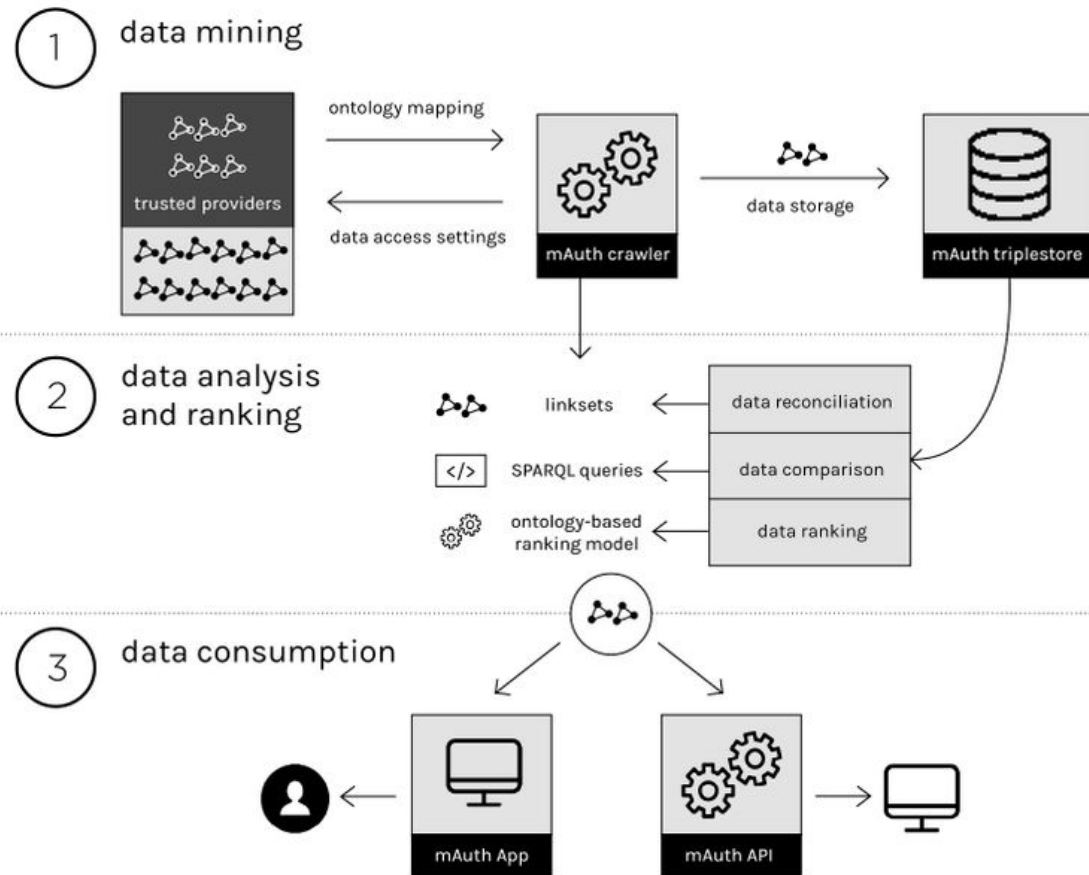 1
data mining
ontology mapping
trusted providers
data access settings
mAuth crawler
data storage
mAuth triplestore
2
data analysis
and ranking
linksets
data reconciliation
</>
SPARQL queries
data comparison
ontology-based
ranking model
data ranking
3
data consumption
mAuth App
mAuth API